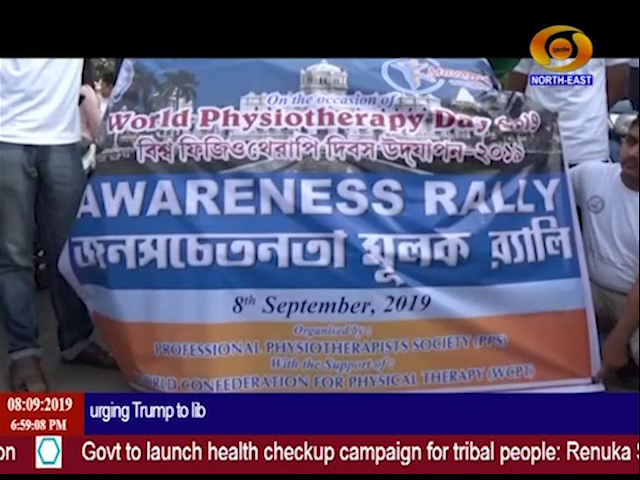 NORTH-EAST
On the occasion of
World Physiotherapy Day 2019
বিশ্ব ফিজিওথেরাপি দিবস উদ্‌যাপন-২০১৯
AWARENESS RALLY
জনসচেতনতা মূলক র‍্যালি
8th September, 2019
Organised by:
PROFESSIONAL PHYSIOTHERAPISTS SOCIETY (PPS)
With the Support of:
WORLD CONFEDERATION FOR PHYSICAL THERAPY (WCPT)
08:09:2019
6:59:08 PM
urging Trump to lib
on
Govt to launch health checkup campaign for tribal people: Renuka S